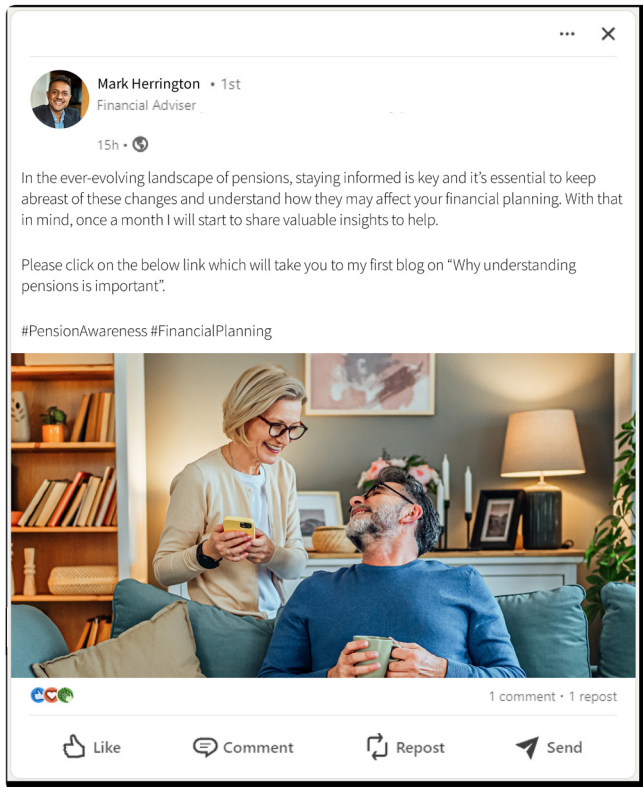 Mark Herrington • 1st
Financial Adviser
15h •
In the ever-evolving landscape of pensions, staying informed is key and it's essential to keep
abreast of these changes and understand how they may affect your financial planning. With that
in mind, once a month I will start to share valuable insights to help.
Please click on the below link which will take you to my first blog on “Why understanding
pensions is important”.
#PensionAwareness #FinancialPlanning
1 comment • 1 repost
Like Comment Repost Send